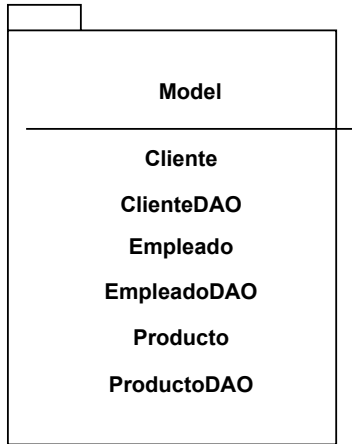 Model
Cliente
ClienteDAO
Empleado
EmpleadoDAO
Producto
ProductoDAO